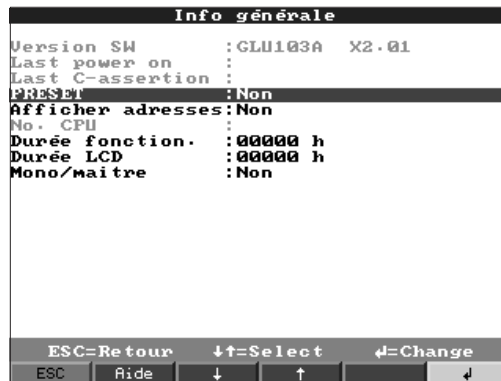 Info générale
Version SW :GLU103A X2.01
Last power on :
Last C-assertion :
PRESET :Non
Afficher adresses:Non
No. CPU :
Durée fonction. :00000 h
Durée LCD :00000 h
Mono/maitre :Non
ESC=Retour ↓↑=Select ↲=Change
ESC Aide ↓ ↑ ↲